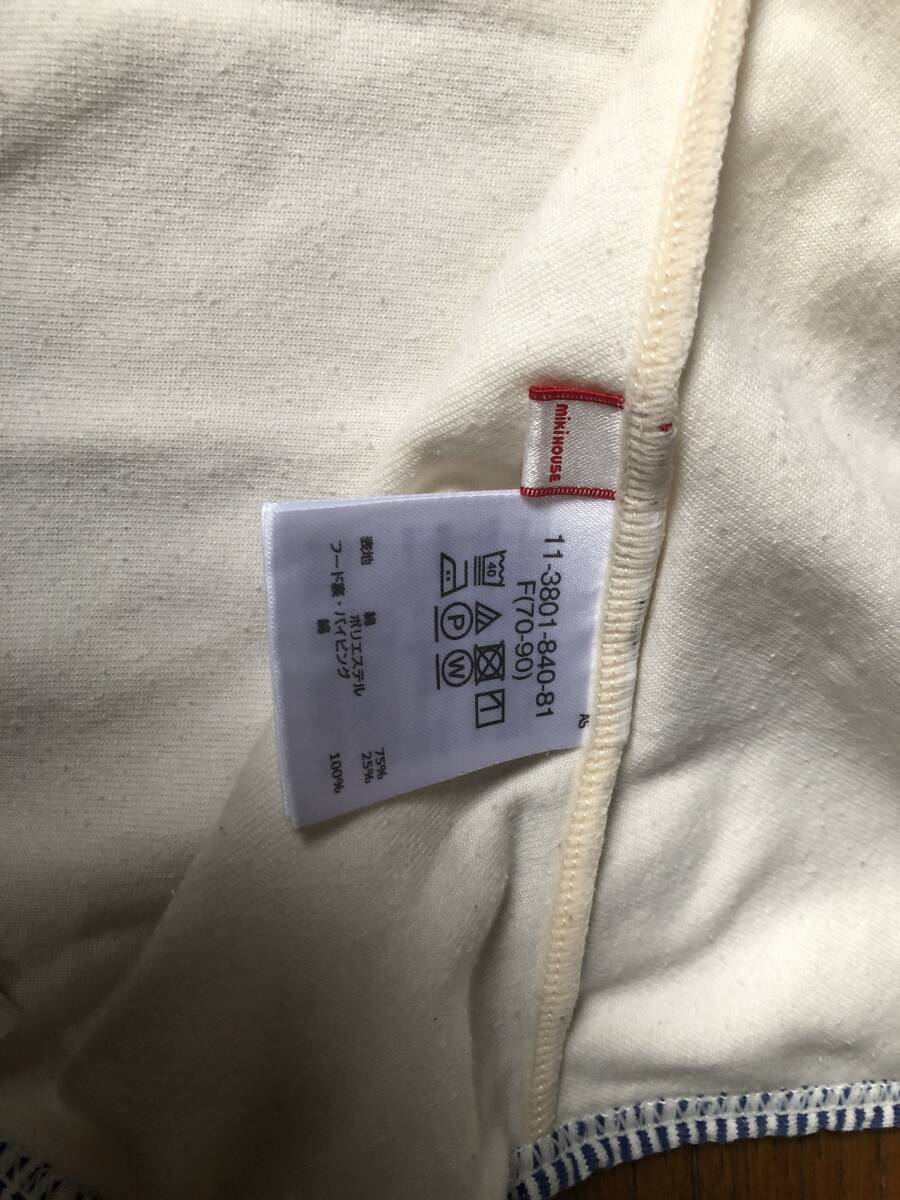 mikiHOUSE
11-3801-840-81
F(70-90)
40
P W
表地 綿 75%
ポリエステル 25%
フード裏・パイピング
綿 100%